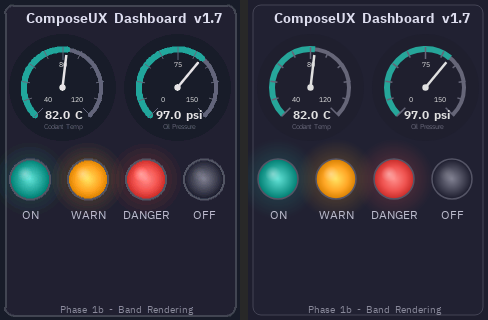 ComposeUX Dashboard v1.7
80
75
40
120
0
150
82.0 C
97.0 psi
Coolant Temp
Oil Pressure
ON
WARN
DANGER
OFF
Phase 1b - Band Rendering
ComposeUX Dashboard v1.7
80
75
40
120
0
150
82.0 C
97.0 psi
Coolant Temp
Oil Pressure
ON
WARN
DANGER
OFF
Phase 1b - Band Rendering